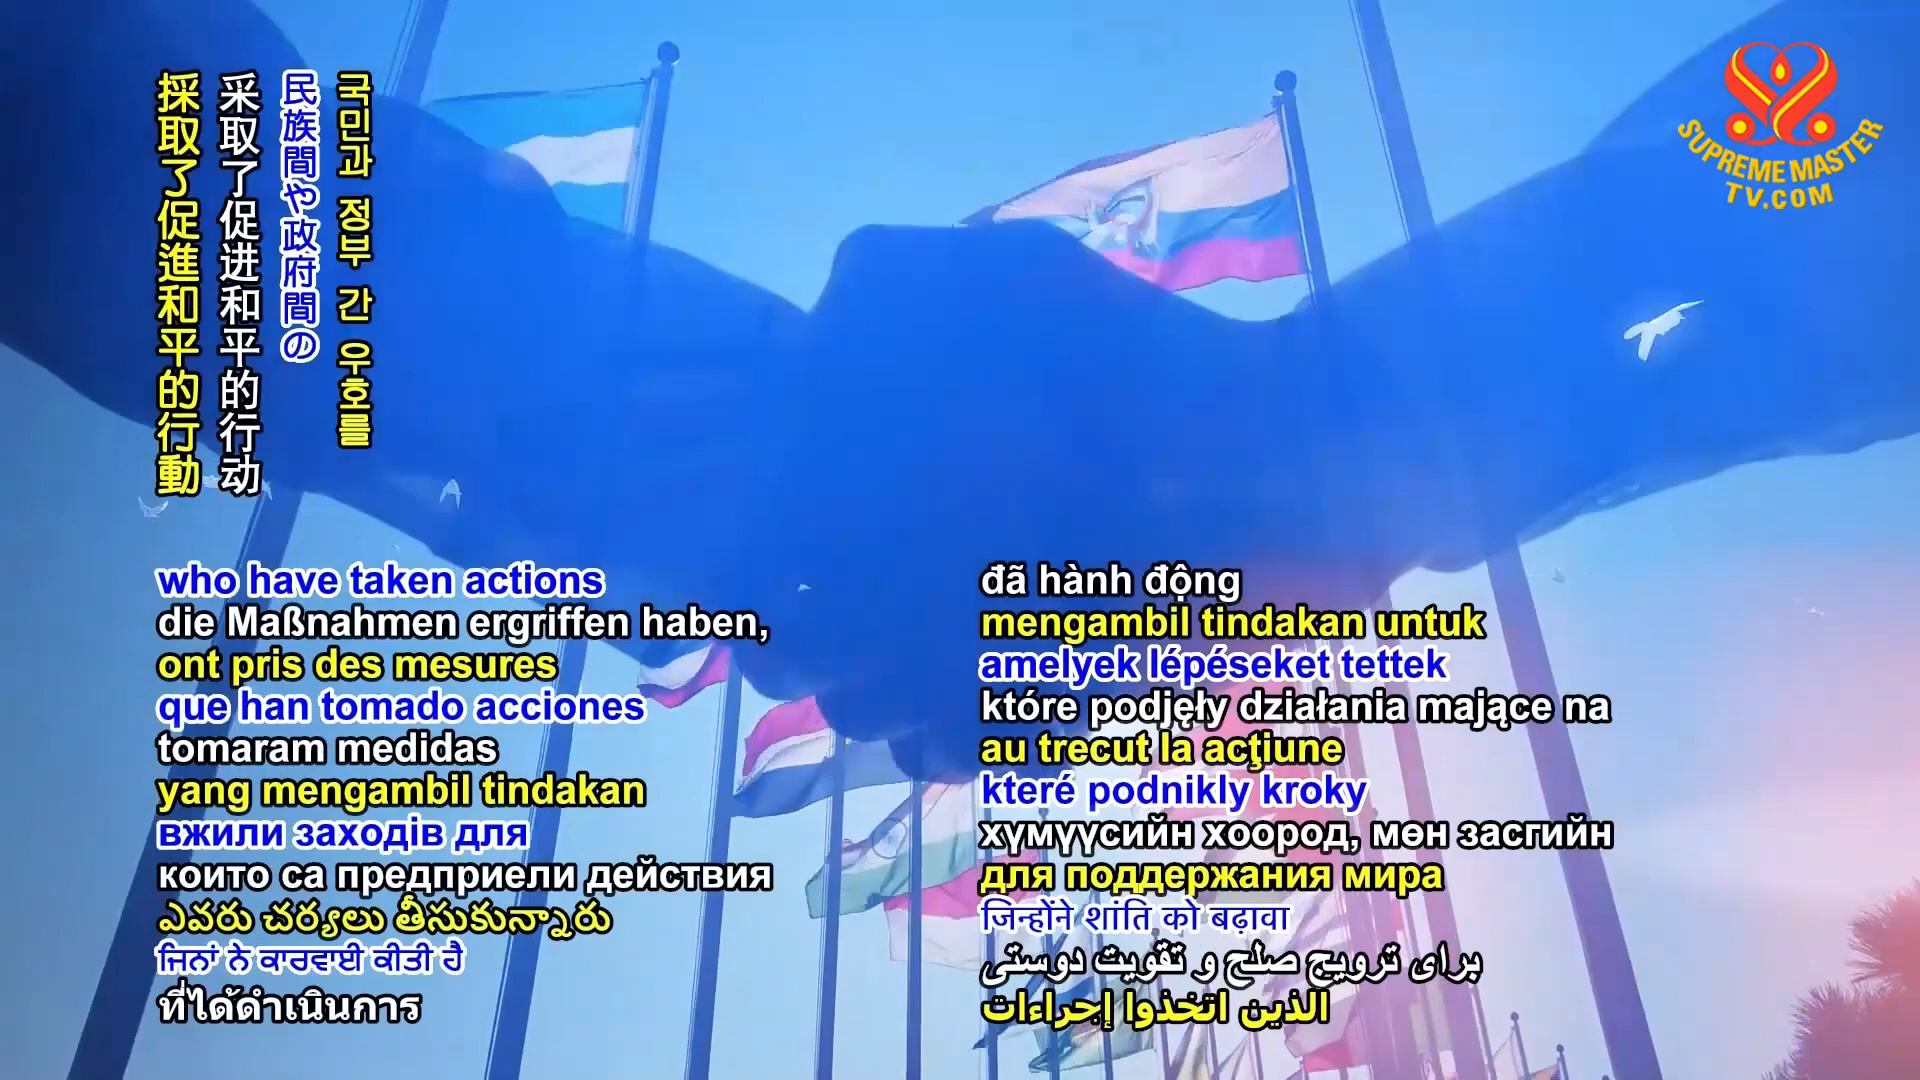 採取了促進和平的行動
采取了促进和平的行动
民族間や政府間の
국민과 정부 간 우호를
SUPREME MASTER
TV.COM
who have taken actions
die Maßnahmen ergriffen haben,
ont pris des mesures
que han tomado acciones
tomaram medidas
yang mengambil tindakan
вжили заходів для
които са предприели действия
ఎవరు చర్యలు తీసుకున్నారు
ਜਿਨਾਂ ਨੇ ਕਾਰਵਾਈ ਕੀਤੀ ਹੈ
ที่ได้ดำเนินการ
đã hành động
mengambil tindakan untuk
amelyek lépéseket tettek
które podjęły działania mające na
au trecut la acţiune
které podnikly kroky
хүмүүсийн хоород, мөн засгийн
для поддержания мира
जिन्होंने शांति को बढ़ावा
برای ترویج صلح و تقویت دوستی
الذين اتخذوا إجراءات